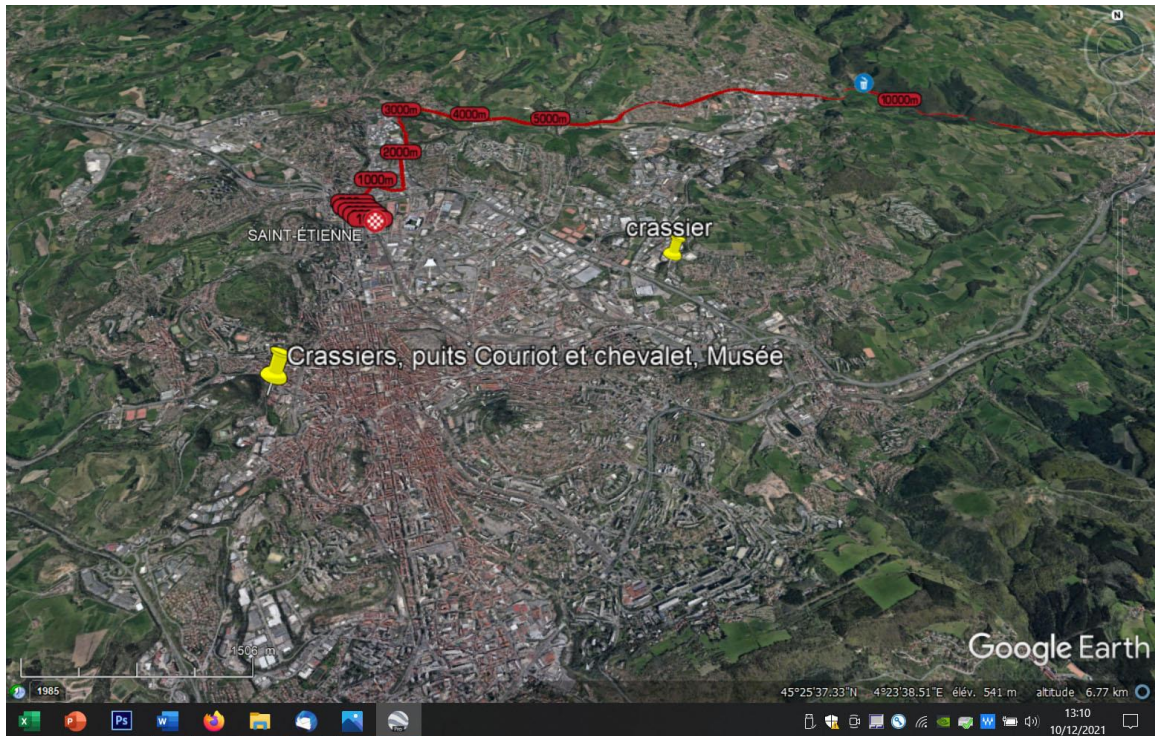 N
3000m
4000m
5000m
10000m
2000m
1000m
SAINT-ÉTIENNE
crassier
Crassiers, puits Couriot et chevalet, Musée
Google Earth
1506 m
1985
45°25'37.33"N 4°23'38.51"E élév. 541 m altitude 6.77 km
X P Ps W W
13:10
10/12/2021